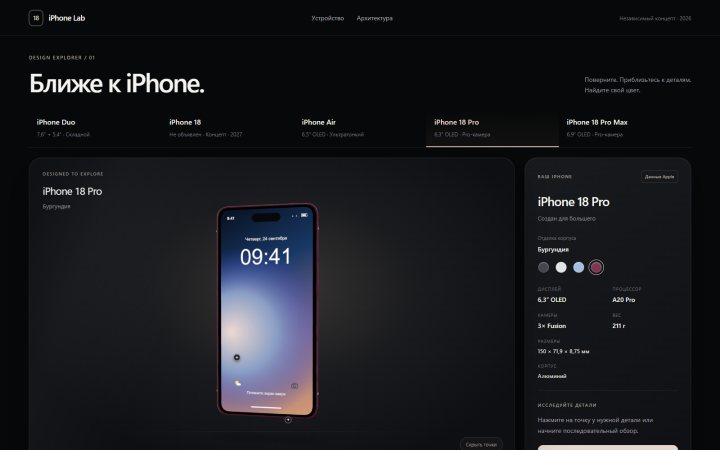 18 iPhone Lab
Устройство Архитектура
Независимый концепт · 2026
DESIGN EXPLORER / 01
Ближе к iPhone.
Поверните. Приблизьтесь к деталям.
Найдите свой цвет.
iPhone Duo
7,6" + 5,4" · Складной
iPhone 18
Не объявлен · Концепт · 2027
iPhone Air
6,5" OLED · Ультратонкий
iPhone 18 Pro
6,3" OLED · Pro-камера
iPhone 18 Pro Max
6,9" OLED · Pro-камера
DESIGNED TO EXPLORE
iPhone 18 Pro
Бургундия
9:41
Четверг, 24 сентября
09:41
Проведите вверх
Скрыть точки
ВАШ IPHONE
Данные Apple
iPhone 18 Pro
Создан для большего
Отделка корпуса
Бургундия
ДИСПЛЕЙ ПРОЦЕССОР
6,3" OLED A20 Pro
КАМЕРЫ ВЕС
3× Fusion 211 г
РАЗМЕРЫ
150 × 71,9 × 8,75 мм
КОРПУС
Алюминий
ИССЛЕДУЙТЕ ДЕТАЛИ
Нажмите на точку у нужной детали или
начните последовательный обзор.